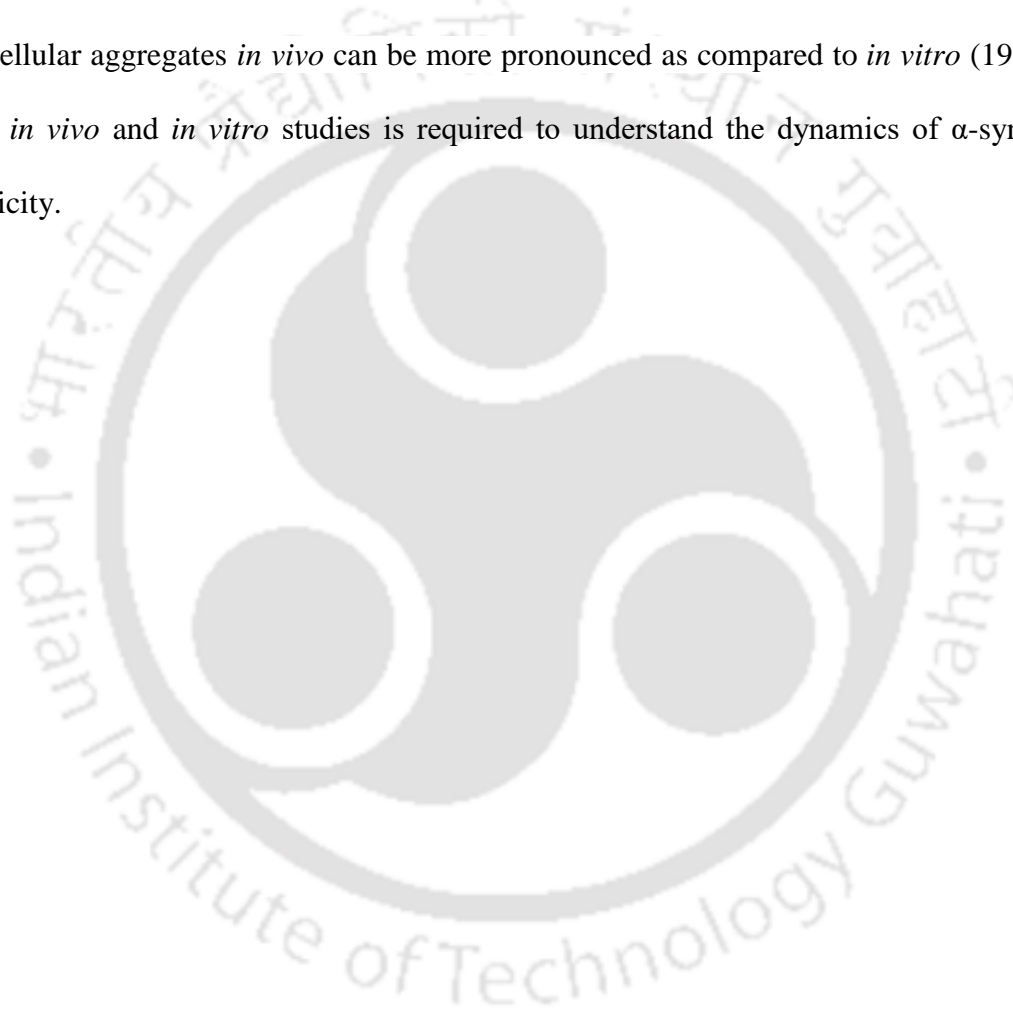 ellular aggregates in vivo can be more pronounced as compared to in vitro (19
in vivo and in vitro studies is required to understand the dynamics of α-syn
icity.
भारतीय प्रौद्योगिकी संस्थान गुवाहाटी
Indian Institute of Technology Guwahati